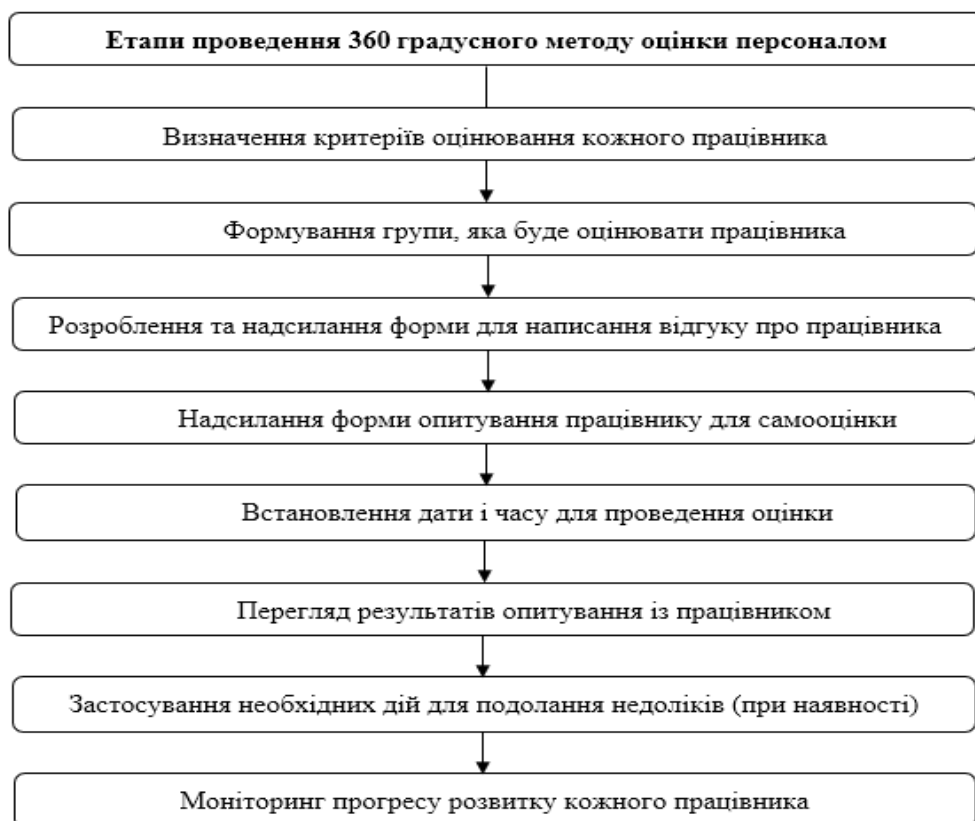 Етапи проведення 360 градусного методу оцінки персоналом
Визначення критеріїв оцінювання кожного працівника
Формування групи, яка буде оцінювати працівника
Розроблення та надсилання форми для написання відгуку про працівника
Надсилання форми опитування працівнику для самооцінки
Встановлення дати і часу для проведення оцінки
Перегляд результатів опитування із працівником
Застосування необхідних дій для подолання недоліків (при наявності)
Моніторинг прогресу розвитку кожного працівника